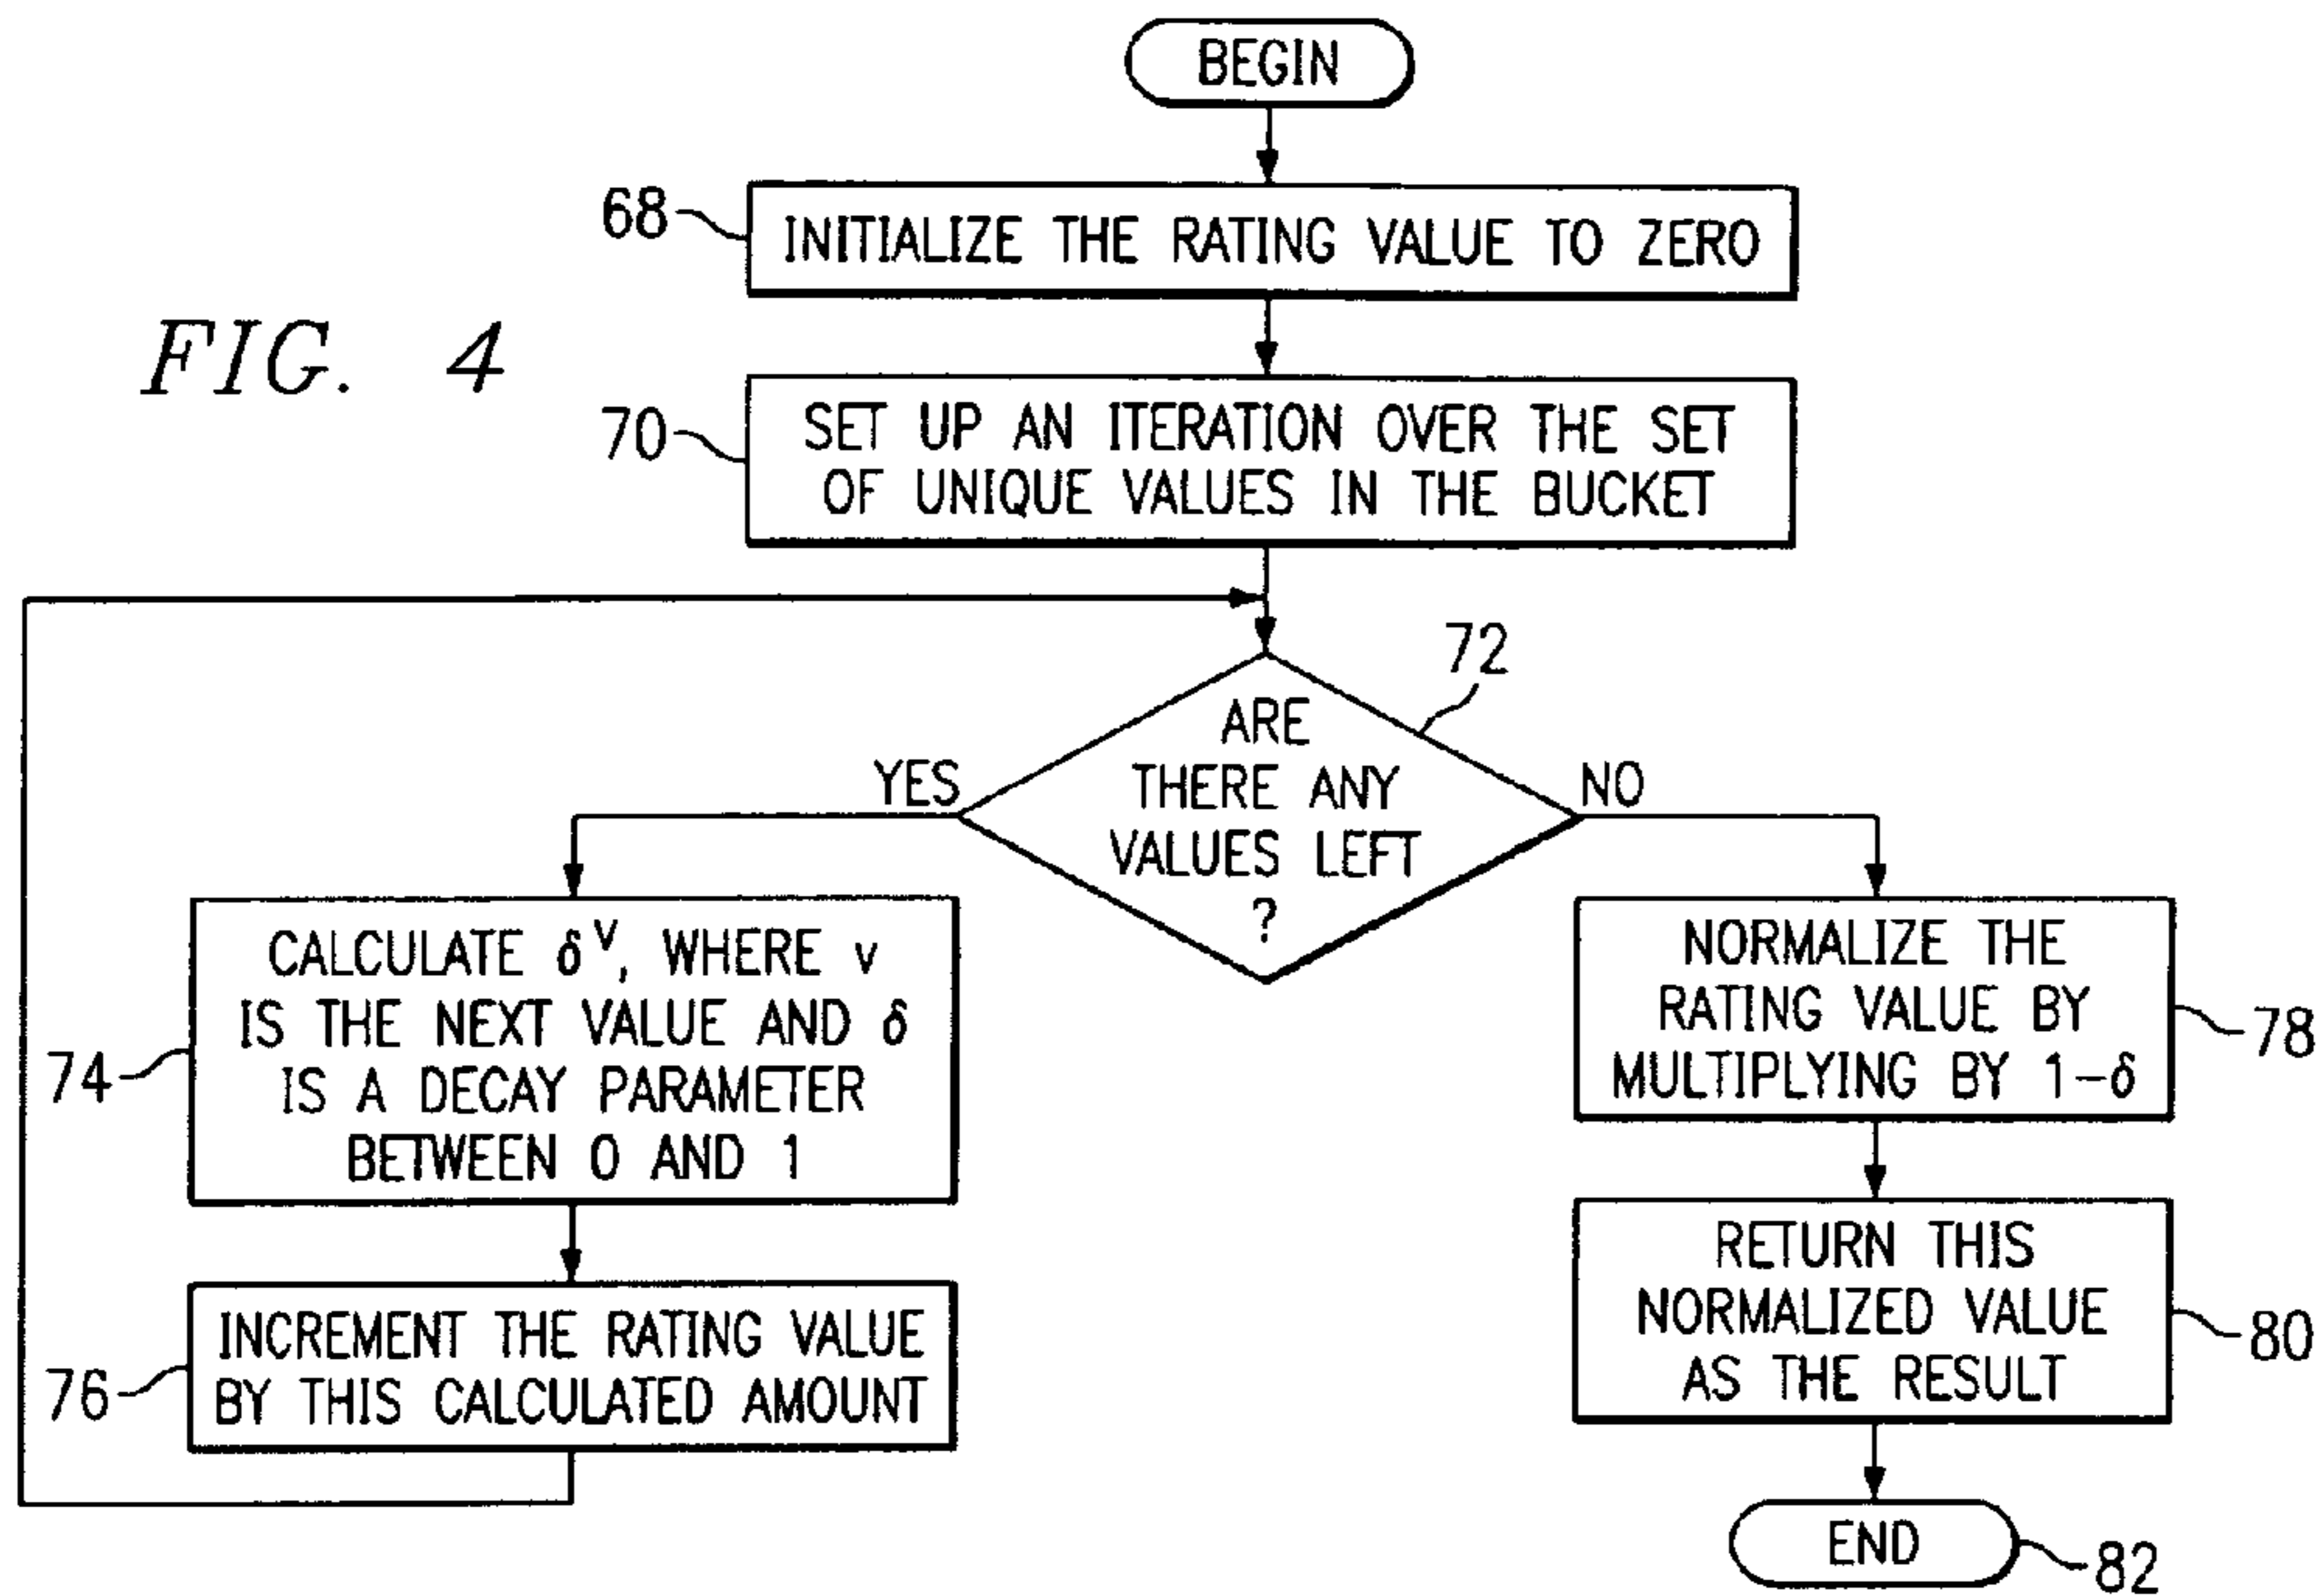 BEGIN
68
INITIALIZE THE RATING VALUE TO ZERO
FIG. 4
70
SET UP AN ITERATION OVER THE SET
OF UNIQUE VALUES IN THE BUCKET
72
ARE
THERE ANY
VALUES LEFT
?
YES
NO
74
CALCULATE δ^V, WHERE v
IS THE NEXT VALUE AND δ
IS A DECAY PARAMETER
BETWEEN 0 AND 1
76
INCREMENT THE RATING VALUE
BY THIS CALCULATED AMOUNT
NORMALIZE THE
RATING VALUE BY
MULTIPLYING BY 1–δ
78
RETURN THIS
NORMALIZED VALUE
AS THE RESULT
80
END
82